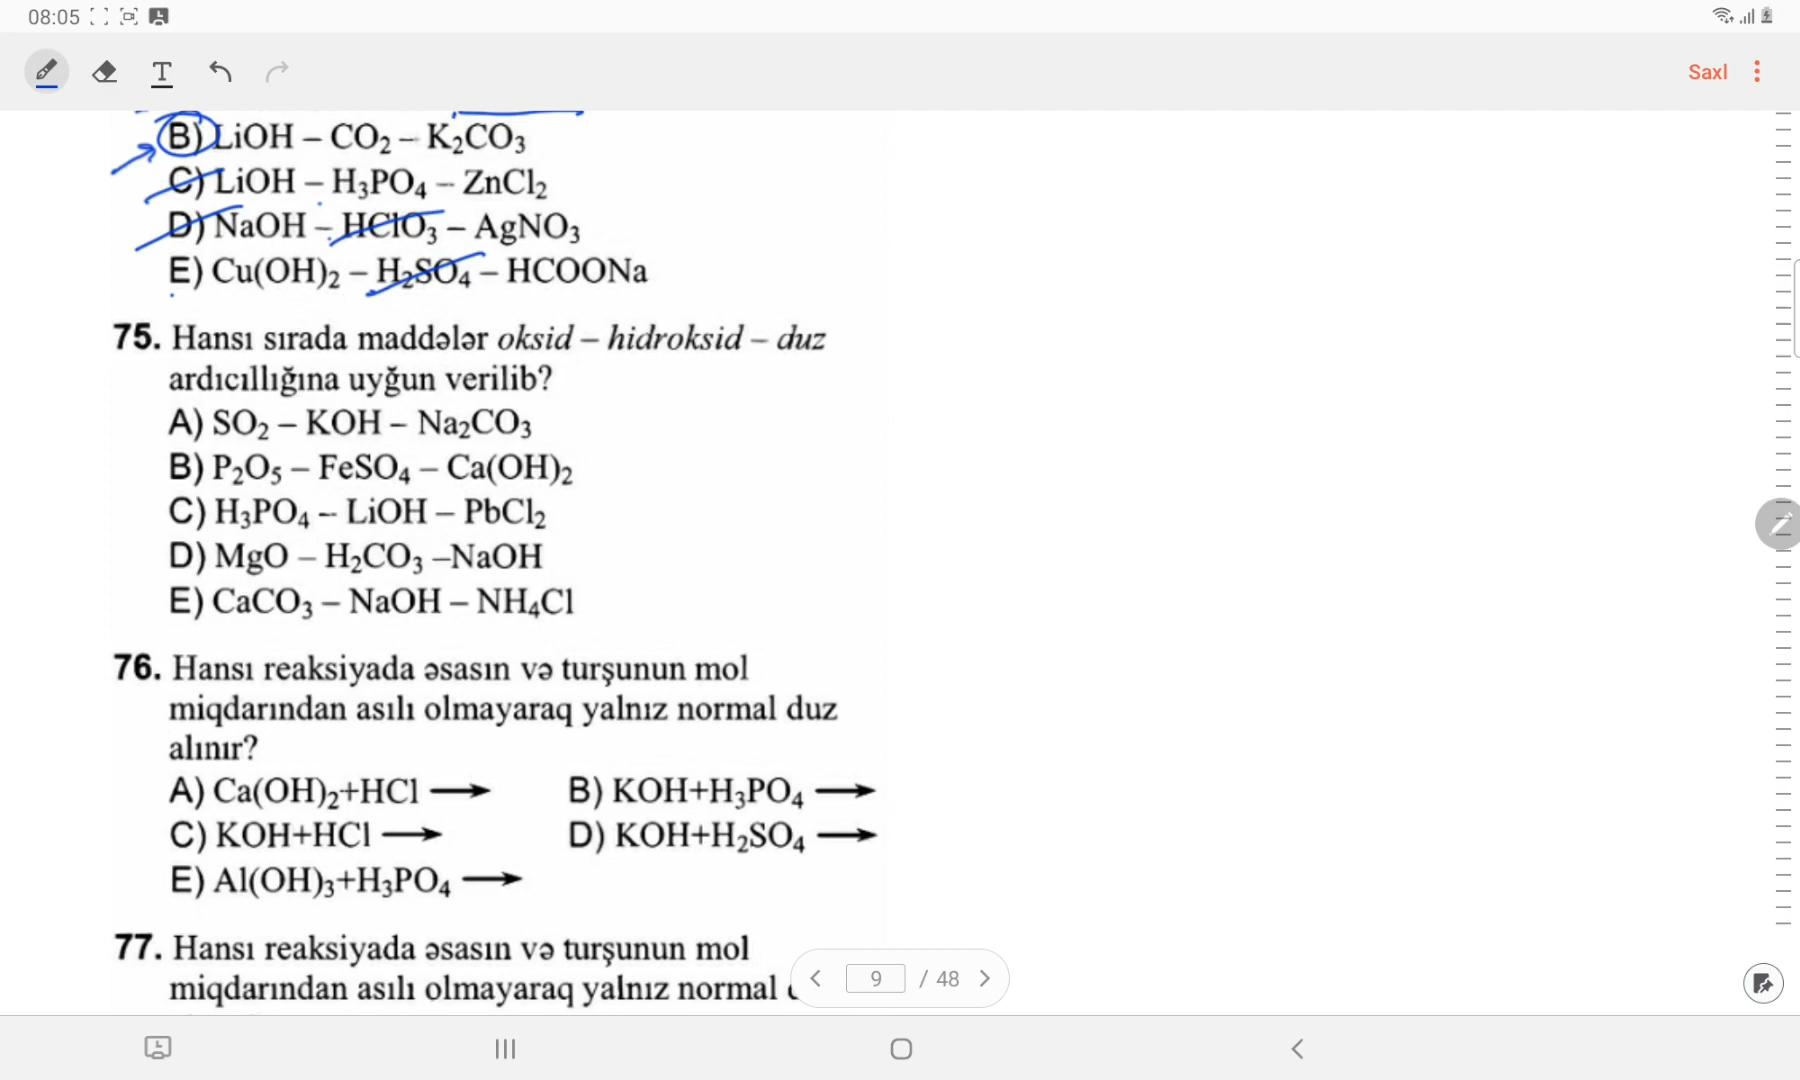 08:05
Saxl
B) LiOH – CO₂ – K₂CO₃
C) LiOH – H₃PO₄ – ZnCl₂
D) NaOH – HClO₃ – AgNO₃
E) Cu(OH)₂ – H₂SO₄ – HCOONa
75. Hansı sırada maddələr oksid – hidroksid – duz
ardıcıllığına uyğun verilib?
A) SO₂ – KOH – Na₂CO₃
B) P₂O₅ – FeSO₄ – Ca(OH)₂
C) H₃PO₄ – LiOH – PbCl₂
D) MgO – H₂CO₃ –NaOH
E) CaCO₃ – NaOH – NH₄Cl
76. Hansı reaksiyada əsasın və turşunun mol
miqdarından asılı olmayaraq yalnız normal duz
alınır?
A) Ca(OH)₂+HCl → B) KOH+H₃PO₄ →
C) KOH+HCl → D) KOH+H₂SO₄ →
E) Al(OH)₃+H₃PO₄ →
77. Hansı reaksiyada əsasın və turşunun mol
miqdarından asılı olmayaraq yalnız normal
9 / 48